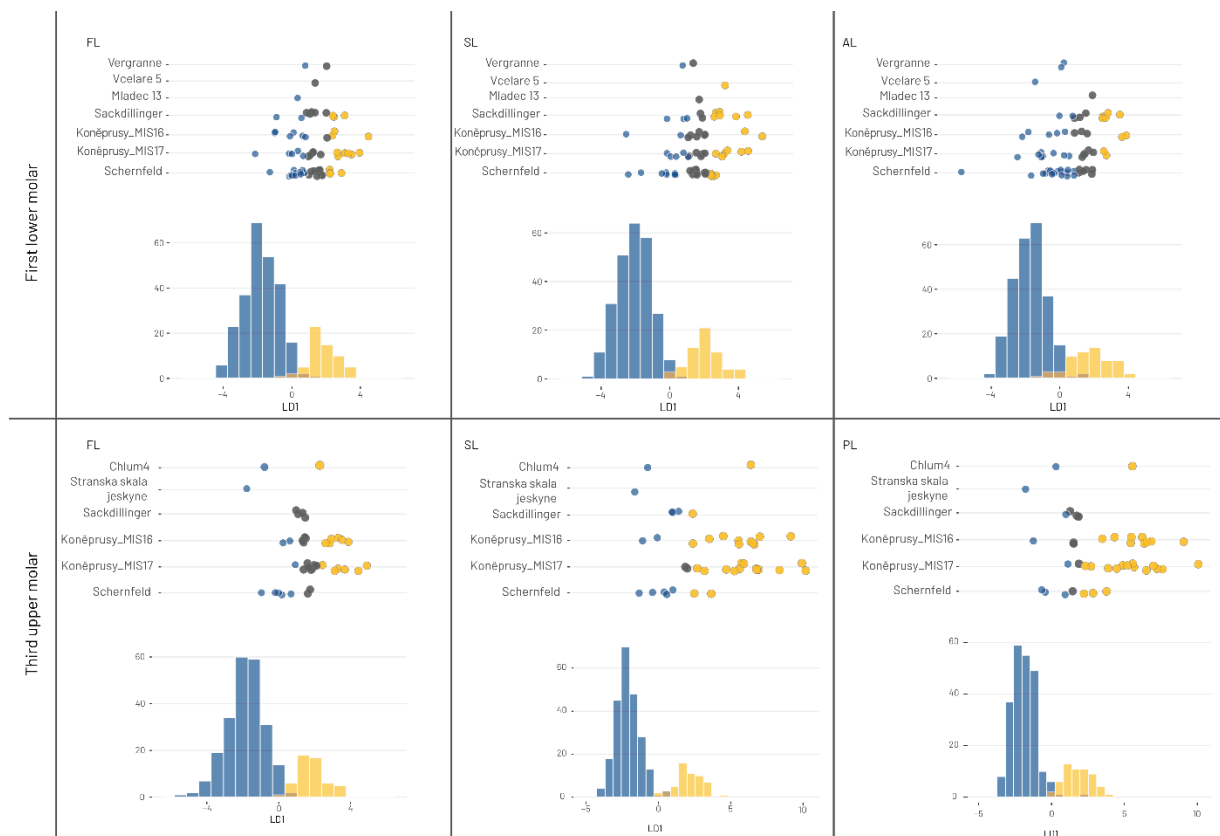 First lower molar
FL
Vergranne
Vcelare 5
Mladec 13
Sackdillinger
Koněprusy_MIS16
Koněprusy_MIS17
Schernfeld
60
40
20
0
−4
0
4
LD1
SL
Vergranne
Vcelare 5
Mladec 13
Sackdillinger
Koněprusy_MIS16
Koněprusy_MIS17
Schernfeld
60
40
20
0
−4
0
4
LD1
AL
Vergranne
Vcelare 5
Mladec 13
Sackdillinger
Koněprusy_MIS16
Koněprusy_MIS17
Schernfeld
60
40
20
0
−4
0
4
LD1
Third upper molar
FL
Chlum4
Stranska skala
jeskyne
Sackdillinger
Koněprusy_MIS16
Koněprusy_MIS17
Schernfeld
60
40
20
0
−4
0
4
LD1
SL
Chlum4
Stranska skala
jeskyne
Sackdillinger
Koněprusy_MIS16
Koněprusy_MIS17
Schernfeld
60
40
20
0
−5
0
5
10
LD1
PL
Chlum4
Stranska skala
jeskyne
Sackdillinger
Koněprusy_MIS16
Koněprusy_MIS17
Schernfeld
60
40
20
0
−5
0
5
10
LD1